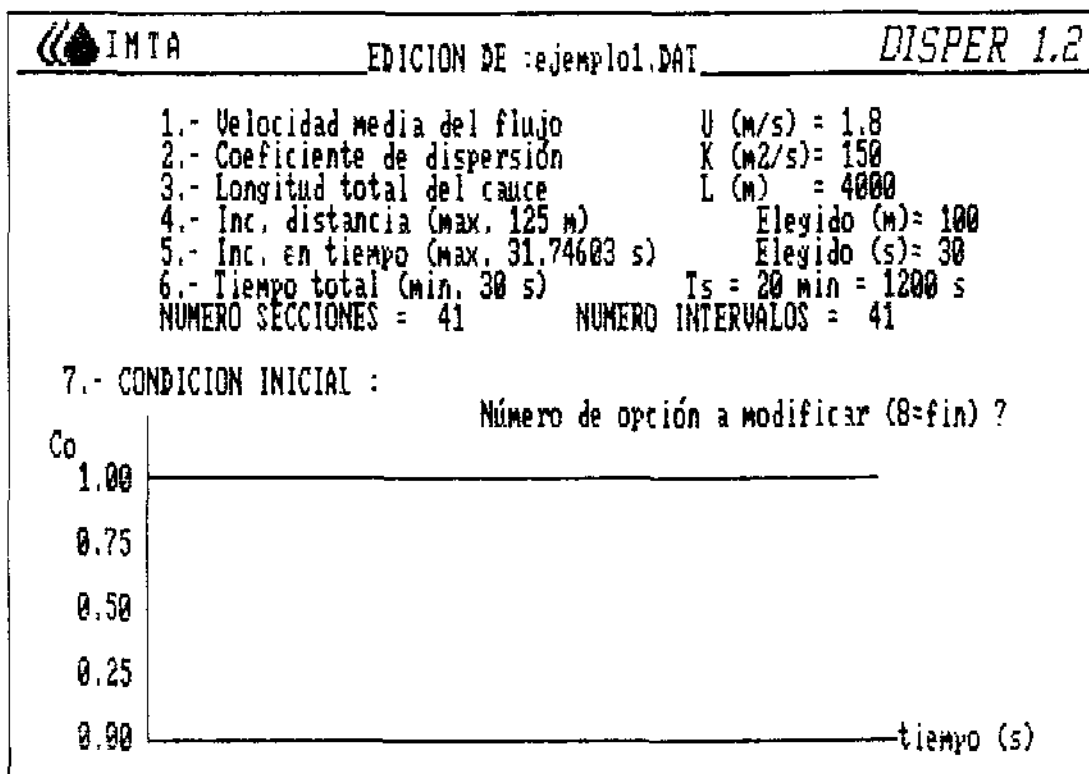 IMTA
EDICION DE :ejemplo1.DAT
DISPER 1.2
1.- Velocidad media del flujo U (m/s) = 1.8
2.- Coeficiente de dispersión K (m2/s)= 150
3.- Longitud total del cauce L (m) = 4000
4.- Inc. distancia (max. 125 m) Elegido (m)= 100
5.- Inc. en tiempo (max. 31.74603 s) Elegido (s)= 30
6.- Tiempo total (min. 30 s) Ts = 20 min = 1200 s
NUMERO SECCIONES = 41 NUMERO INTERVALOS = 41
7.- CONDICION INICIAL :
Número de opción a modificar (8=fin) ?
Co
1.00
0.75
0.50
0.25
0.00
tiempo (s)